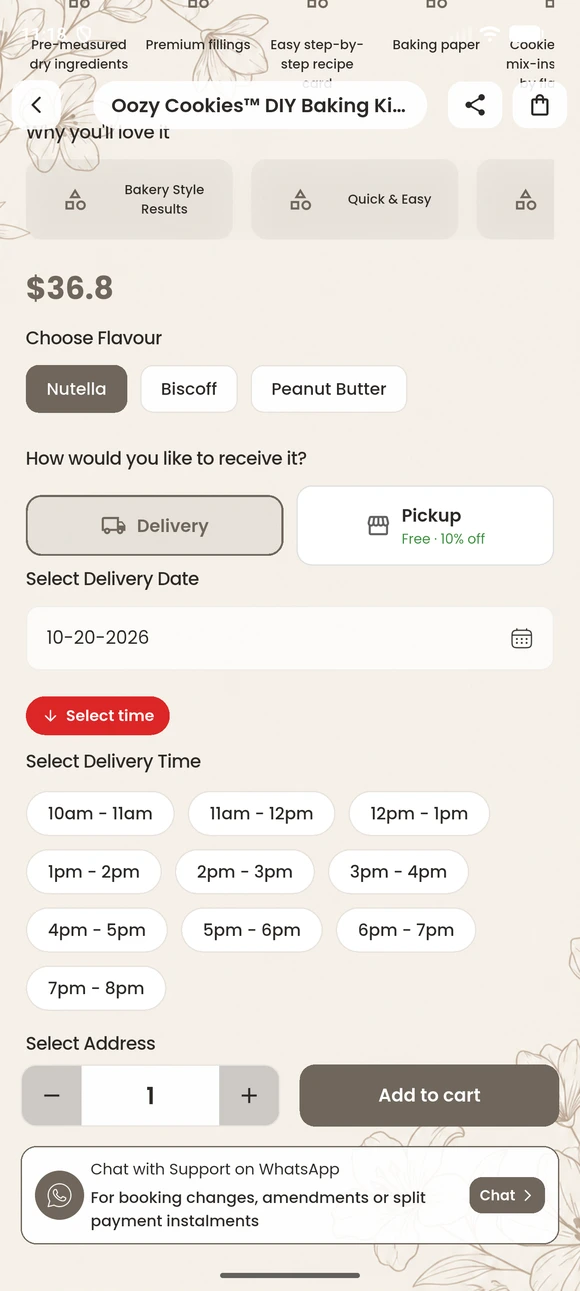 11:18
Pre-measured
dry ingredients
Premium fillings
Easy step-by-
step recipe
card
Baking paper
Cookie
mix-ins
by fla
Oozy Cookies™ DIY Baking Ki...
Why you'll love it
Bakery Style
Results
Quick & Easy
$36.8
Choose Flavour
Nutella
Biscoff
Peanut Butter
How would you like to receive it?
Delivery
Pickup
Free · 10% off
Select Delivery Date
10-20-2026
Select time
Select Delivery Time
10am - 11am
11am - 12pm
12pm - 1pm
1pm - 2pm
2pm - 3pm
3pm - 4pm
4pm - 5pm
5pm - 6pm
6pm - 7pm
7pm - 8pm
Select Address
1
Add to cart
Chat with Support on WhatsApp
For booking changes, amendments or split
payment instalments
Chat